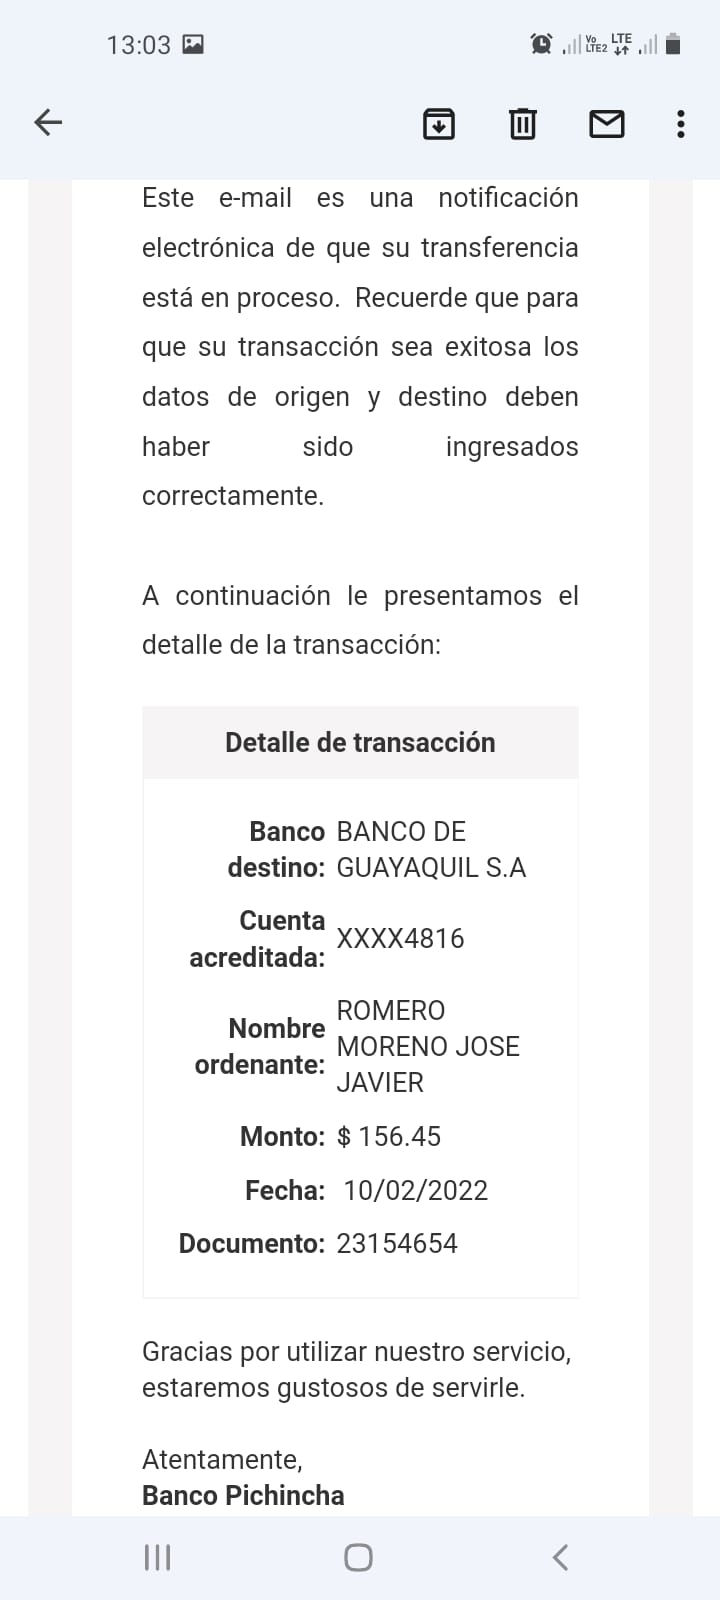 13:03
Vo LTE2 LTE
Este e-mail es una notificación
electrónica de que su transferencia
está en proceso. Recuerde que para
que su transacción sea exitosa los
datos de origen y destino deben
haber sido ingresados
correctamente.
A continuación le presentamos el
detalle de la transacción:
Detalle de transacción
Banco destino: BANCO DE GUAYAQUIL S.A
Cuenta acreditada: XXXX4816
Nombre ordenante: ROMERO MORENO JOSE JAVIER
Monto: $ 156.45
Fecha: 10/02/2022
Documento: 23154654
Gracias por utilizar nuestro servicio,
estaremos gustosos de servirle.
Atentamente,
Banco Pichincha